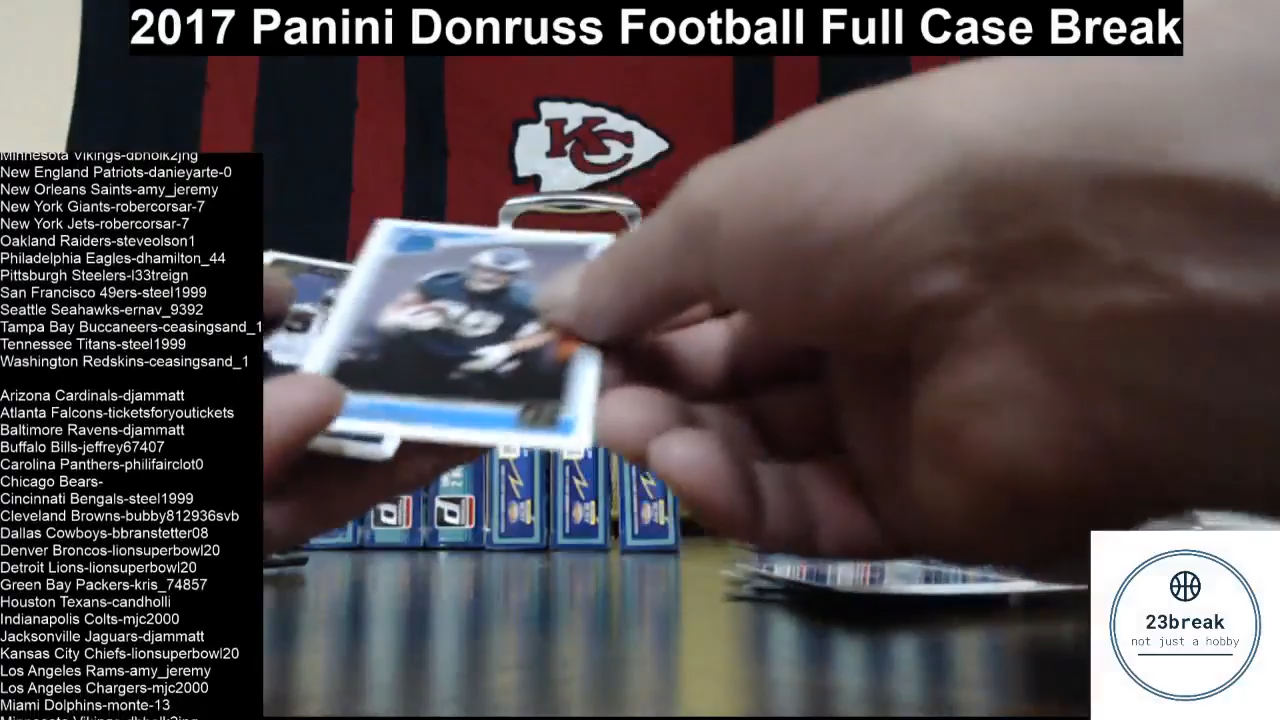 2017 Panini Donruss Football Full Case Break
KC
Minnesota Vikings-dbholk2jng
New England Patriots-danieyarte-0
New Orleans Saints-amy_jeremy
New York Giants-robercorsar-7
New York Jets-robercorsar-7
Oakland Raiders-steveolson1
Philadelphia Eagles-dhamilton_44
Pittsburgh Steelers-l33treign
San Francisco 49ers-steel1999
Seattle Seahawks-ernav_9392
Tampa Bay Buccaneers-ceasingsand_1
Tennessee Titans-steel1999
Washington Redskins-ceasingsand_1
Arizona Cardinals-djammatt
Atlanta Falcons-ticketsforyoutickets
Baltimore Ravens-djammatt
Buffalo Bills-jeffrey67407
Carolina Panthers-philifairclot0
Chicago Bears-
Cincinnati Bengals-steel1999
Cleveland Browns-bubby812936svb
Dallas Cowboys-bbranstetter08
Denver Broncos-lionsuperbowl20
Detroit Lions-lionsuperbowl20
Green Bay Packers-kris_74857
Houston Texans-candholli
Indianapolis Colts-mjc2000
Jacksonville Jaguars-djammatt
Kansas City Chiefs-lionsuperbowl20
Los Angeles Rams-amy_jeremy
Los Angeles Chargers-mjc2000
Miami Dolphins-monte-13
Minnesota Vikings-dbholk2jng
23break
not just a hobby